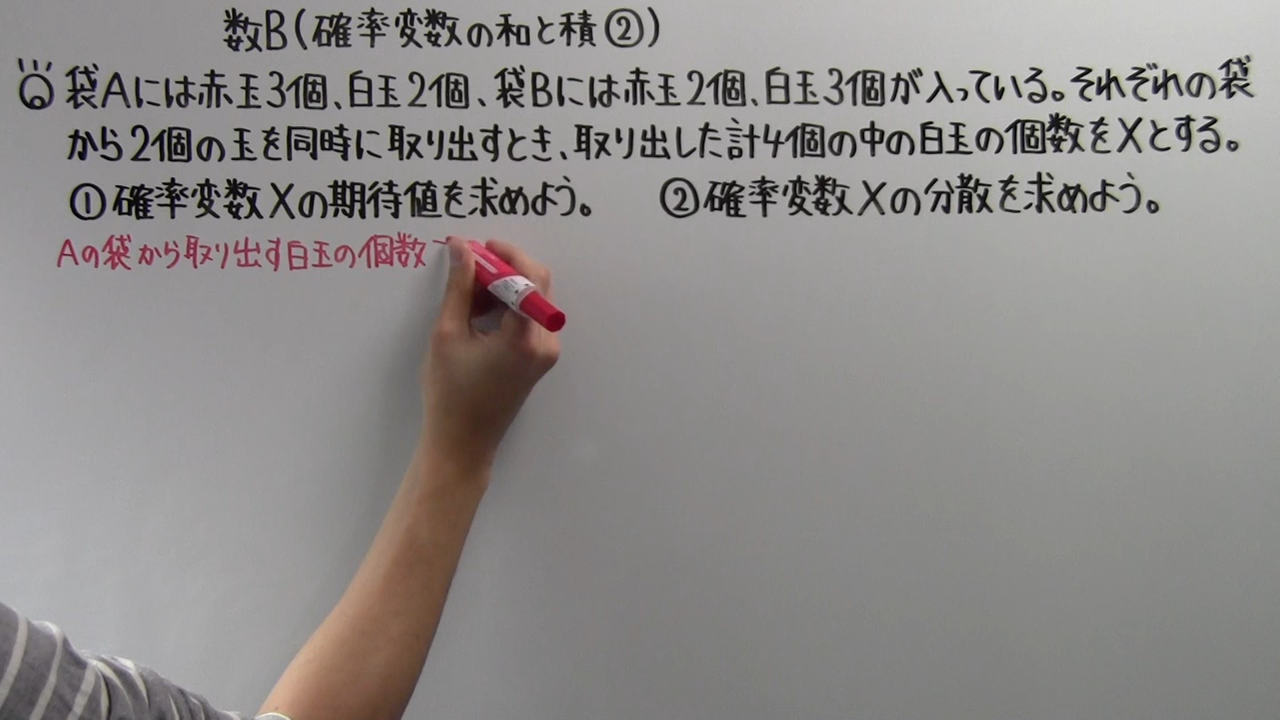 数B(確率変数の和と積②)
袋Aには赤玉3個、白玉2個、袋Bには赤玉2個、白玉3個が入っている。それぞれの袋
から2個の玉を同時に取り出すとき、取り出した計4個の中の白玉の個数をXとする。
①確率変数Xの期待値を求めよう。 ②確率変数Xの分散を求めよう。
Aの袋から取り出す白玉の個数